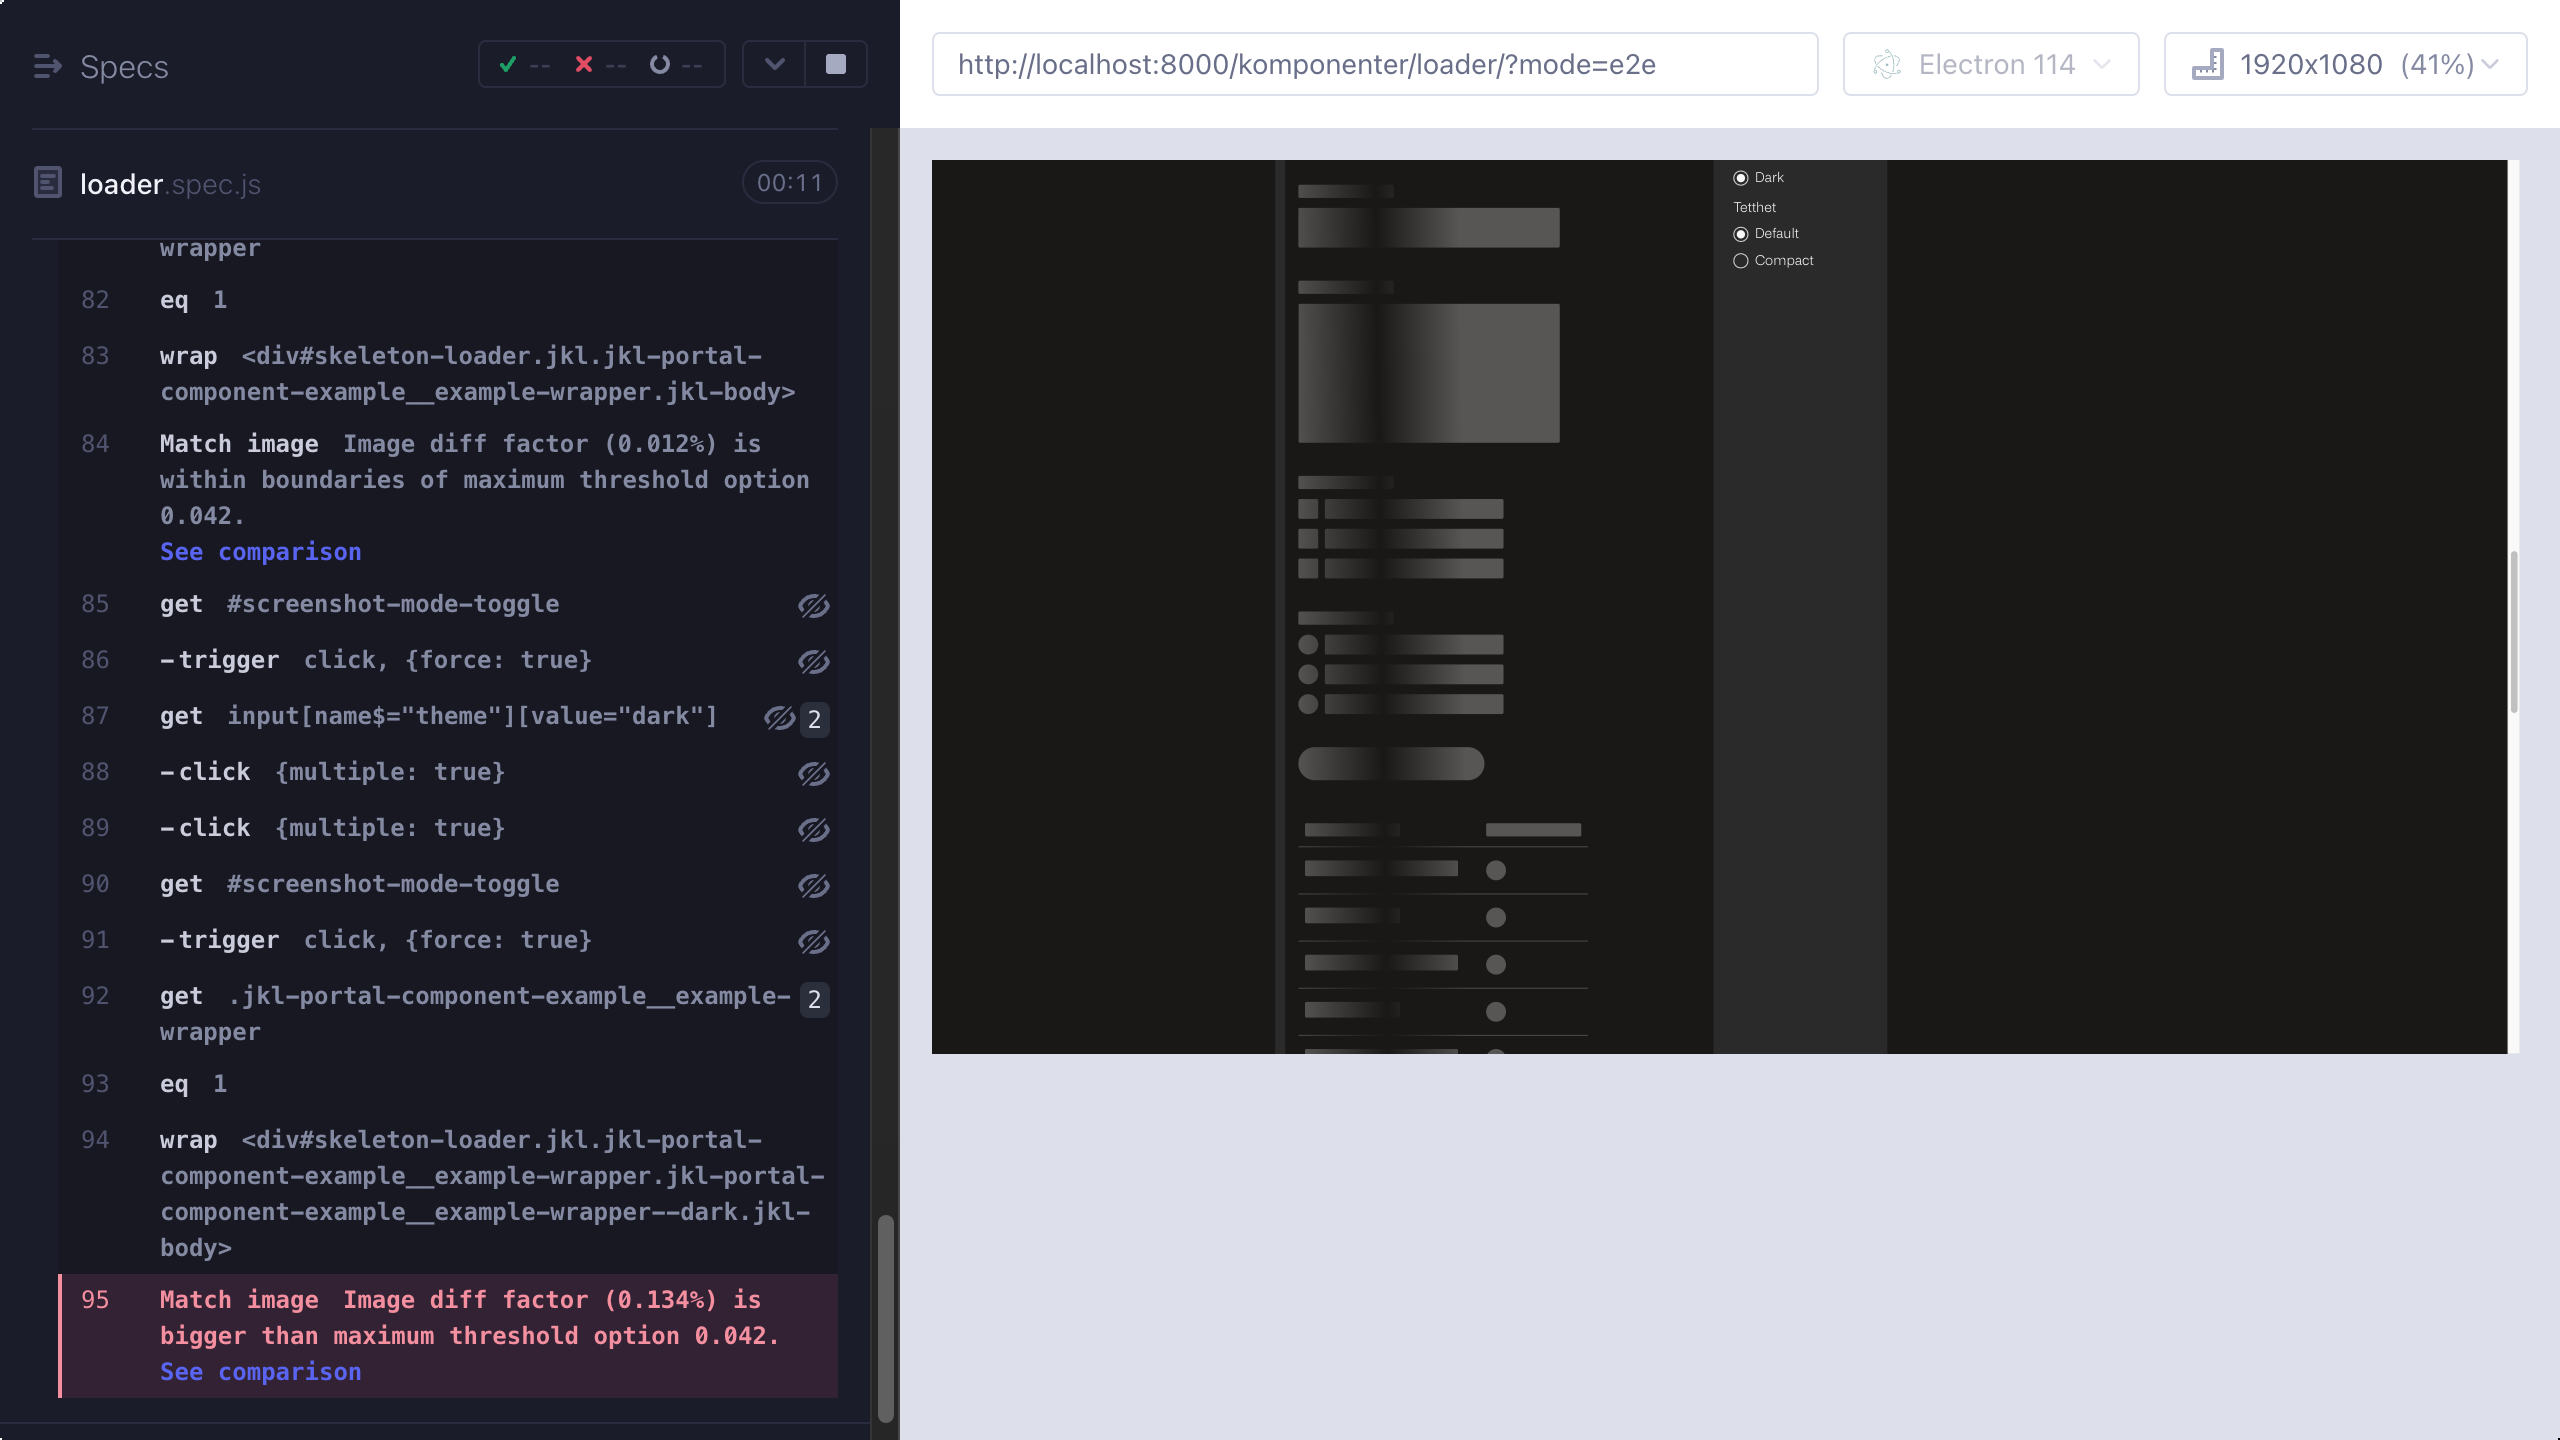 Specs
-- -- --
loader.spec.js
00:11
wrapper
82 eq 1
83 wrap <div#skeleton-loader.jkl.jkl-portal-
component-example__example-wrapper.jkl-body>
84 Match image Image diff factor (0.012%) is
within boundaries of maximum threshold option
0.042.
See comparison
85 get #screenshot-mode-toggle
86 -trigger click, {force: true}
87 get input[name$="theme"][value="dark"] 2
88 -click {multiple: true}
89 -click {multiple: true}
90 get #screenshot-mode-toggle
91 -trigger click, {force: true}
92 get .jkl-portal-component-example__example- 2
wrapper
93 eq 1
94 wrap <div#skeleton-loader.jkl.jkl-portal-
component-example__example-wrapper.jkl-portal-
component-example__example-wrapper--dark.jkl-
body>
95 Match image Image diff factor (0.134%) is
bigger than maximum threshold option 0.042.
See comparison
http://localhost:8000/komponenter/loader/?mode=e2e
Electron 114
1920x1080 (41%)
Dark
Tetthet
Default
Compact